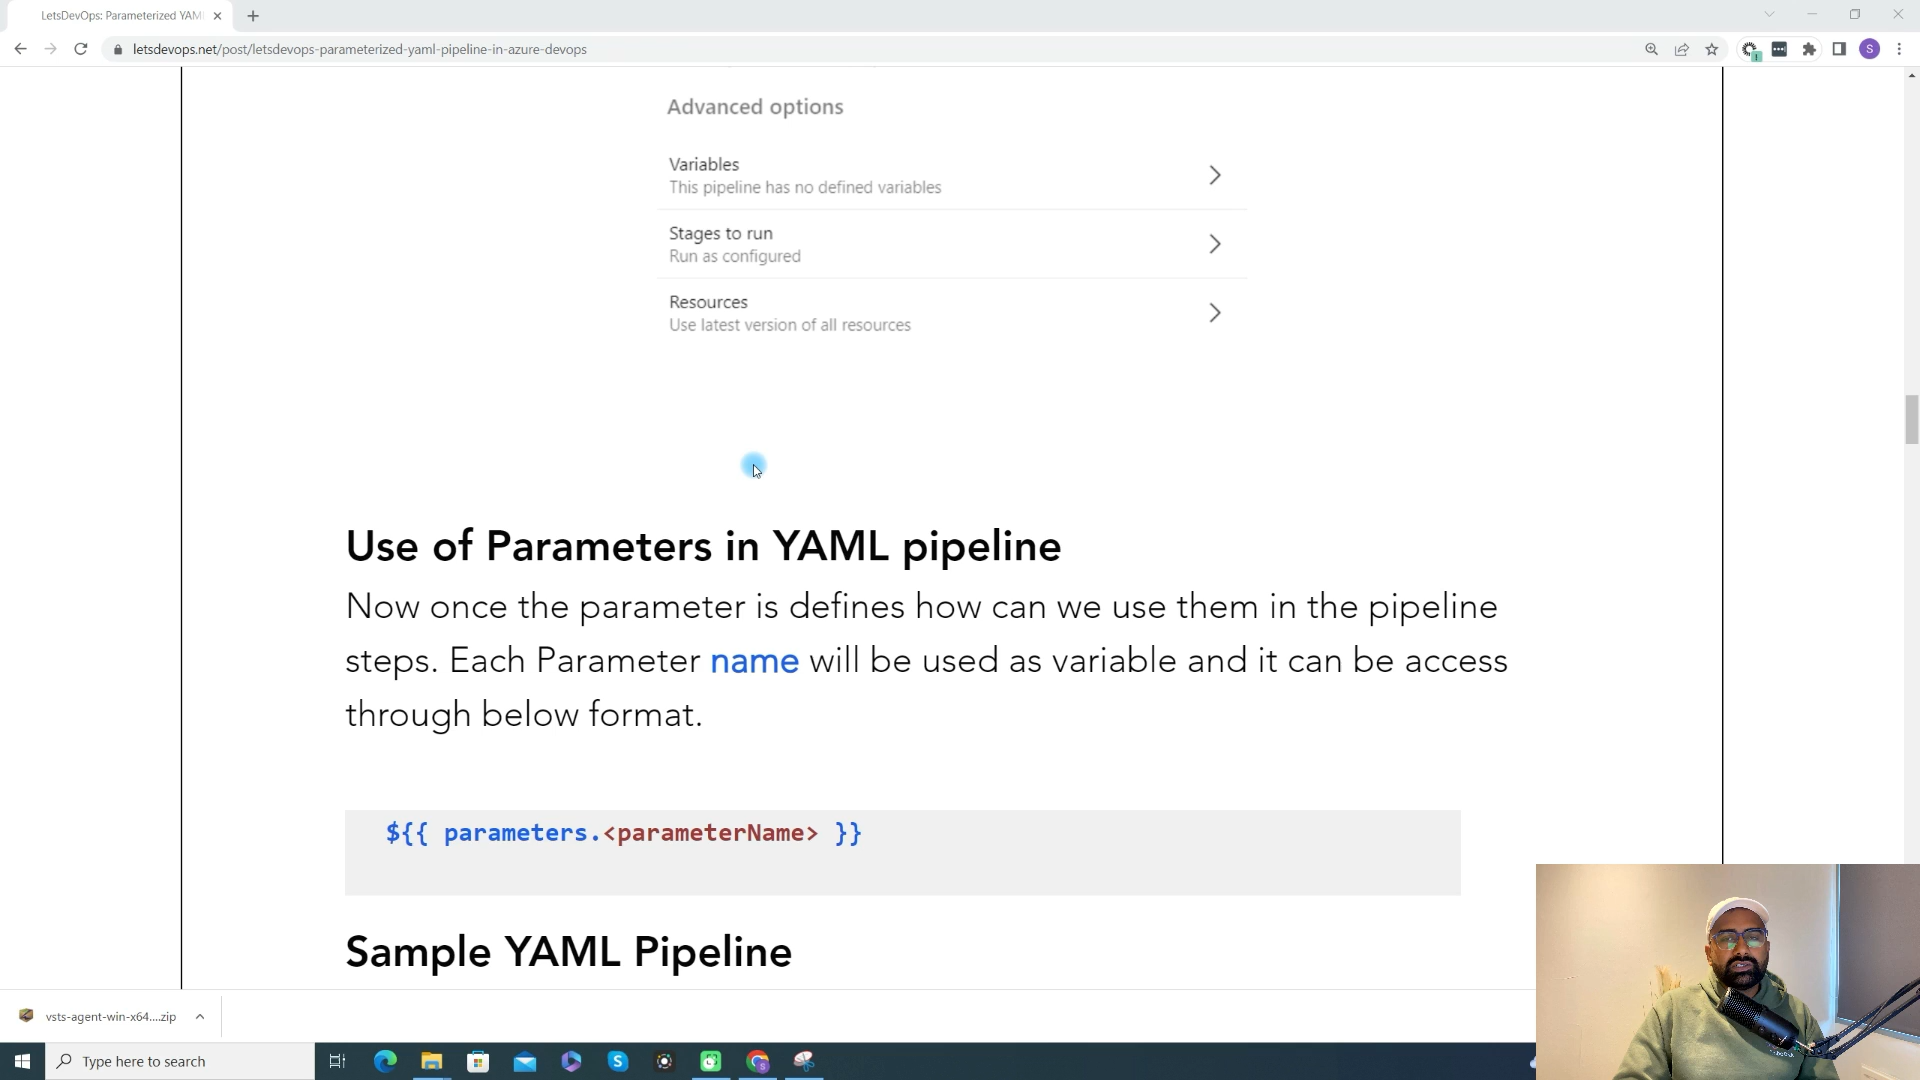 LetsDevOps: Parameterized YAM
letsdevops.net/post/letsdevops-parameterized-yaml-pipeline-in-azure-devops
S
Advanced options
Variables
This pipeline has no defined variables
Stages to run
Run as configured
Resources
Use latest version of all resources
Use of Parameters in YAML pipeline
Now once the parameter is defines how can we use them in the pipeline
steps. Each Parameter name will be used as variable and it can be access
through below format.
${{ parameters.<parameterName> }}
Sample YAML Pipeline
vsts-agent-win-x64....zip
Type here to search